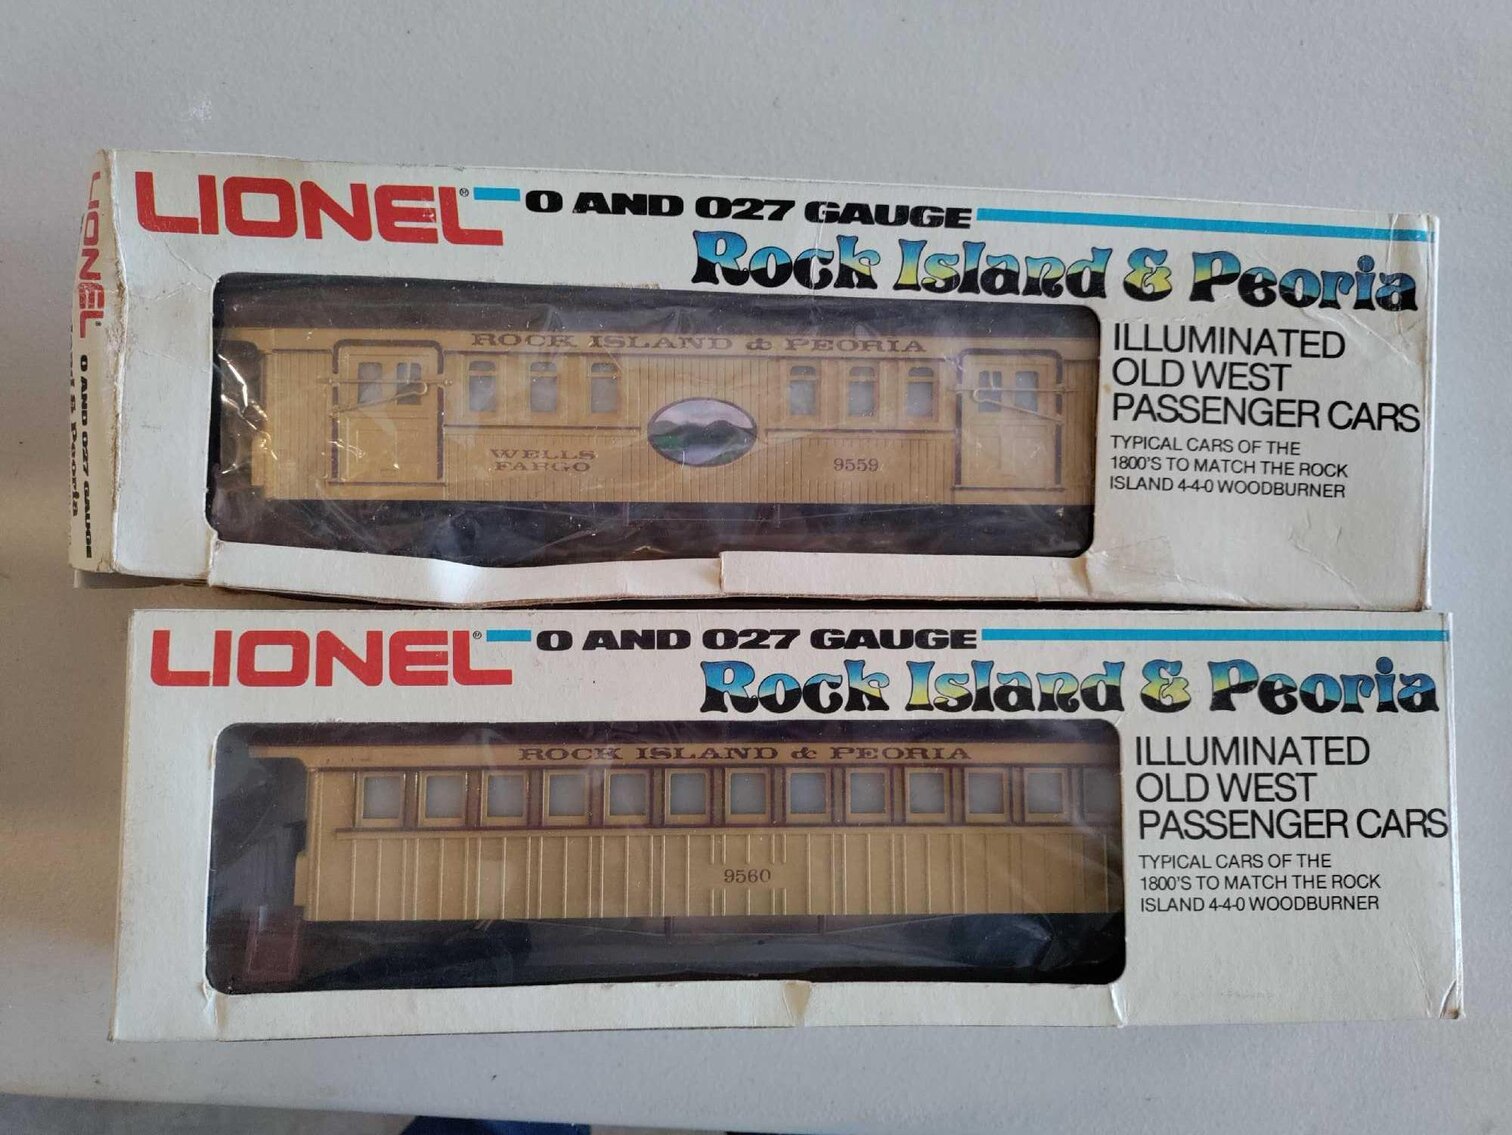 LIONEL® O AND 027 GAUGE
Rock Island & Peoria
ILLUMINATED
OLD WEST
PASSENGER CARS
TYPICAL CARS OF THE
1800'S TO MATCH THE ROCK
ISLAND 4-4-0 WOODBURNER
ROCK ISLAND & PEORIA
WELLS
FARGO
9559
LIONEL O AND 027 GAUGE
LIONEL® O AND 027 GAUGE
Rock Island & Peoria
ILLUMINATED
OLD WEST
PASSENGER CARS
TYPICAL CARS OF THE
1800'S TO MATCH THE ROCK
ISLAND 4-4-0 WOODBURNER
ROCK ISLAND & PEORIA
9560